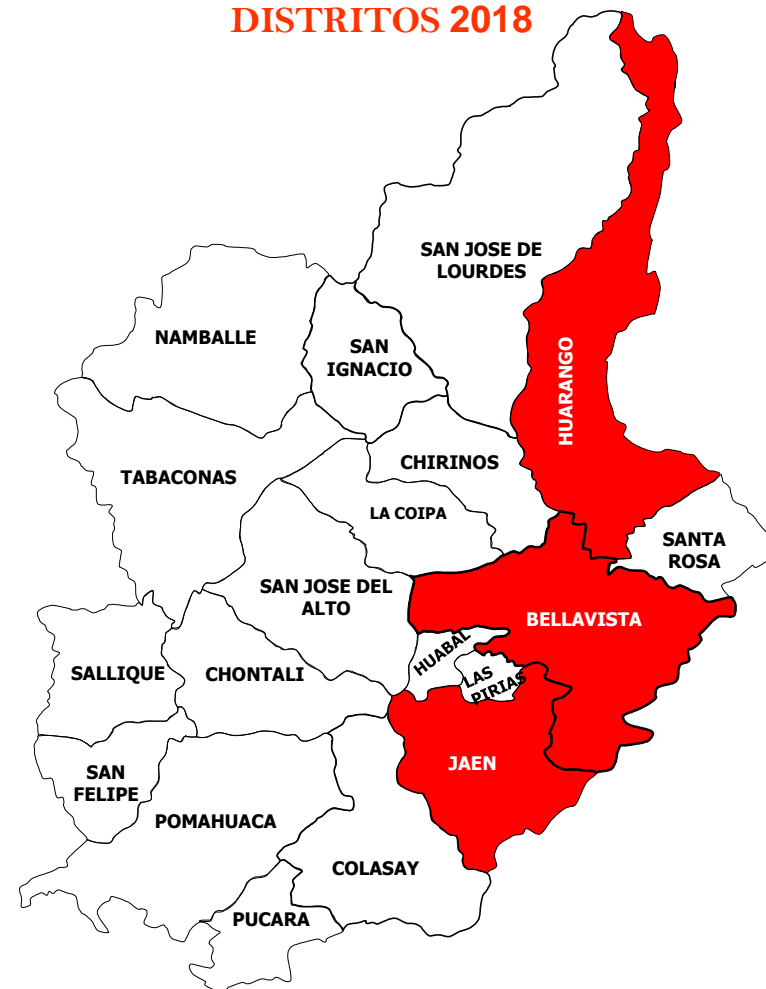 DISTRITOS 2018
SAN JOSE DE
LOURDES
NAMBALLE
SAN
IGNACIO
HUARANGO
CHIRINOS
TABACONAS
LA COIPA
SANTA
ROSA
SAN JOSE DEL
ALTO
BELLAVISTA
HUABAL
SALLIQUE
CHONTALI
LAS
PIRIAS
JAEN
SAN
FELIPE
POMAHUACA
COLASAY
PUCARA